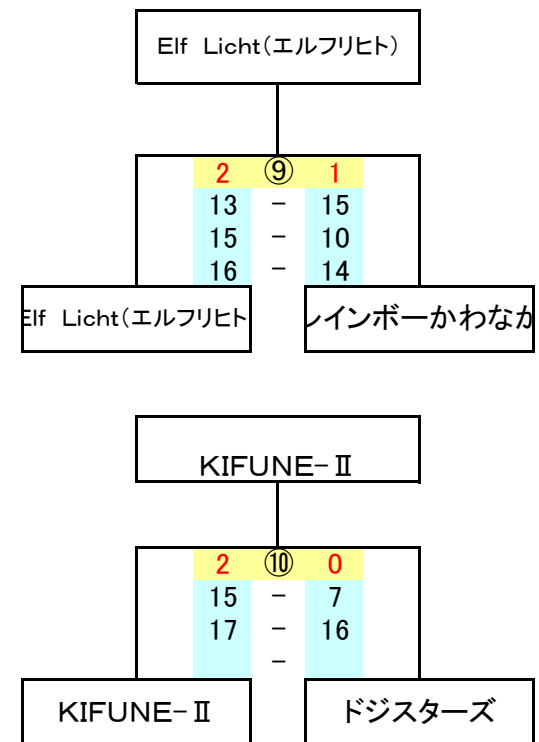 Elf Licht(エルフリヒト)
2 ⑨ 1
13 - 15
15 - 10
16 - 14
Elf Licht(エルフリヒト レインボーかわなか
KIFUNE-Ⅱ
2 ⑩ 0
15 - 7
17 - 16
-
KIFUNE-Ⅱ ドジスターズ